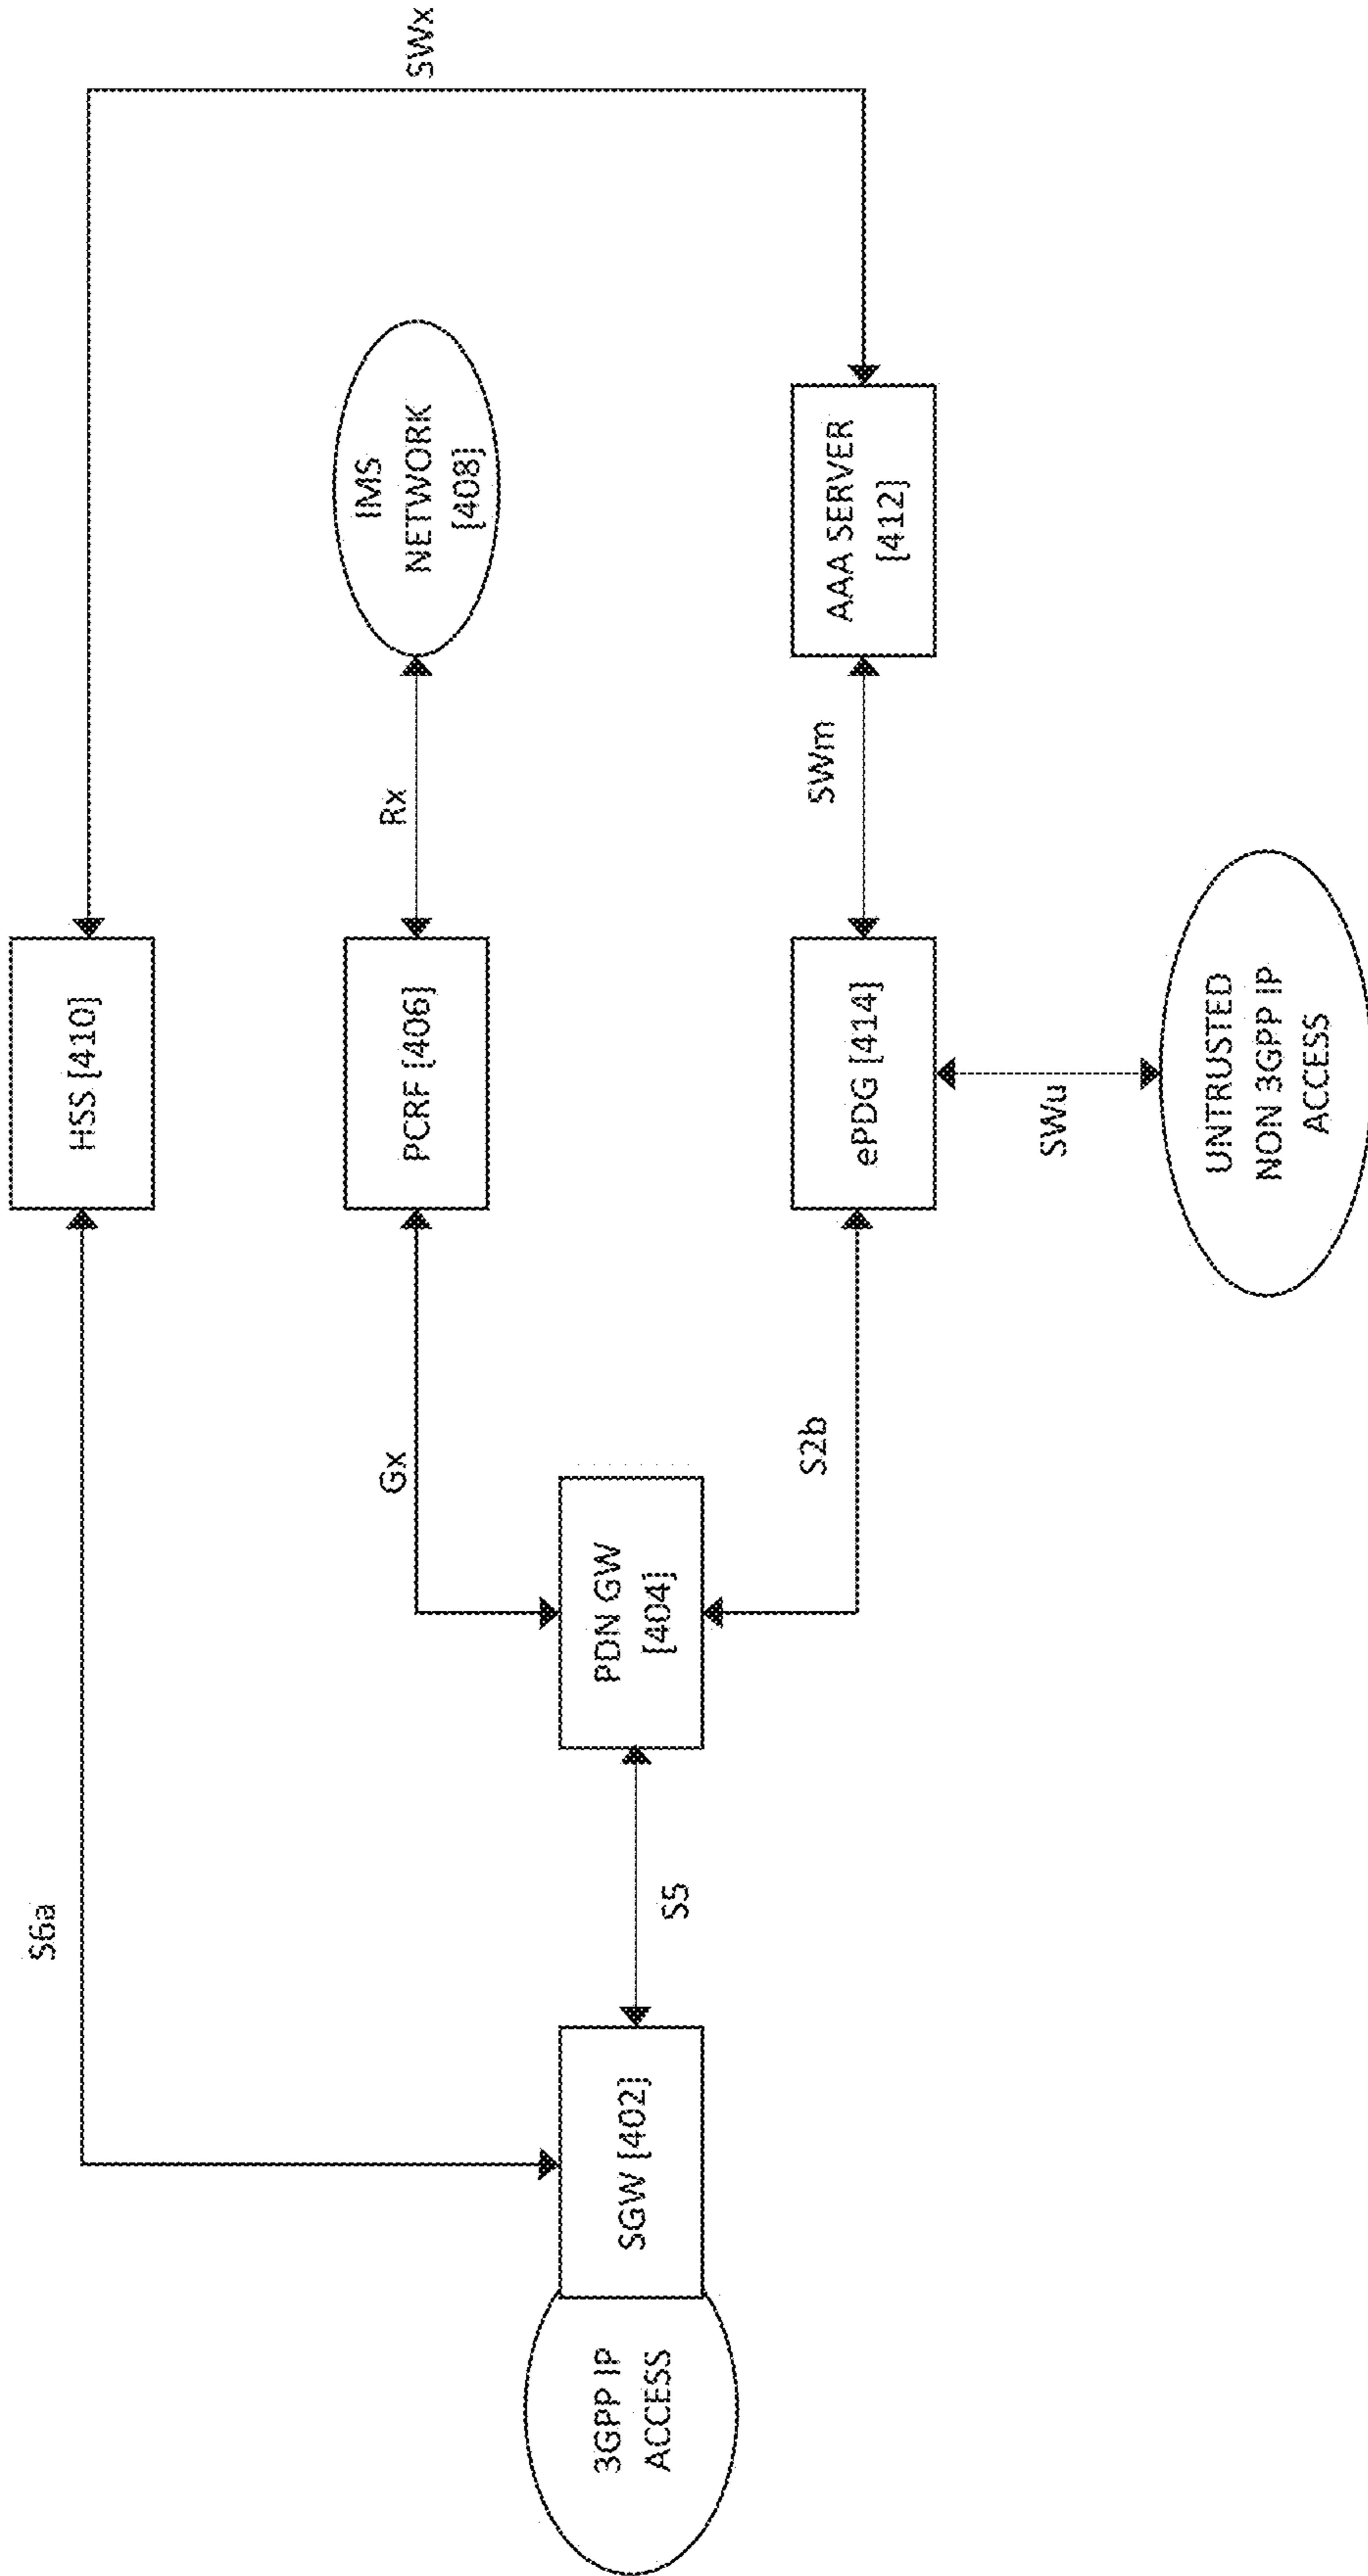 S6a
HSS [410]
SWx
Gx
PCRF [406]
Rx
IMS
NETWORK
[408]
3GPP IP
ACCESS
SGW [402]
S5
PDN GW
[404]
S2b
ePDG [414]
SWm
AAA SERVER
[412]
SWu
UNTRUSTED
NON 3GPP IP
ACCESS